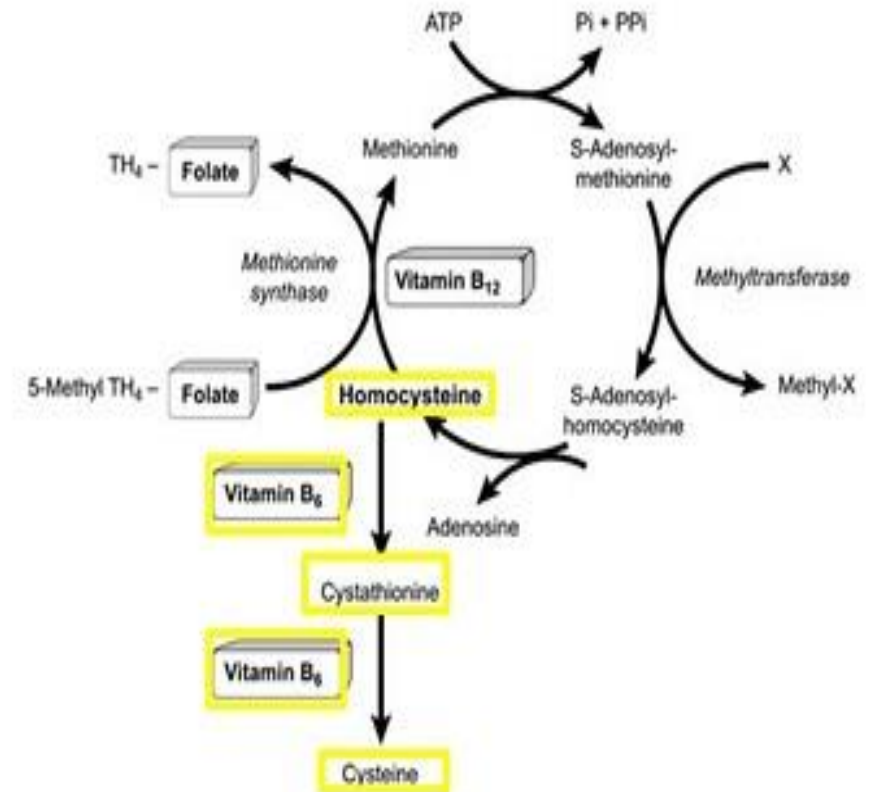 ATP
Pi + PPi
Methionine
S-Adenosyl-
methionine
X
TH₄ –
Folate
Methionine
synthase
Vitamin B₁₂
Methyltransferase
5-Methyl TH₄ –
Folate
Homocysteine
S-Adenosyl-
homocysteine
Methyl-X
Vitamin B₆
Adenosine
Cystathionine
Vitamin B₆
Cysteine